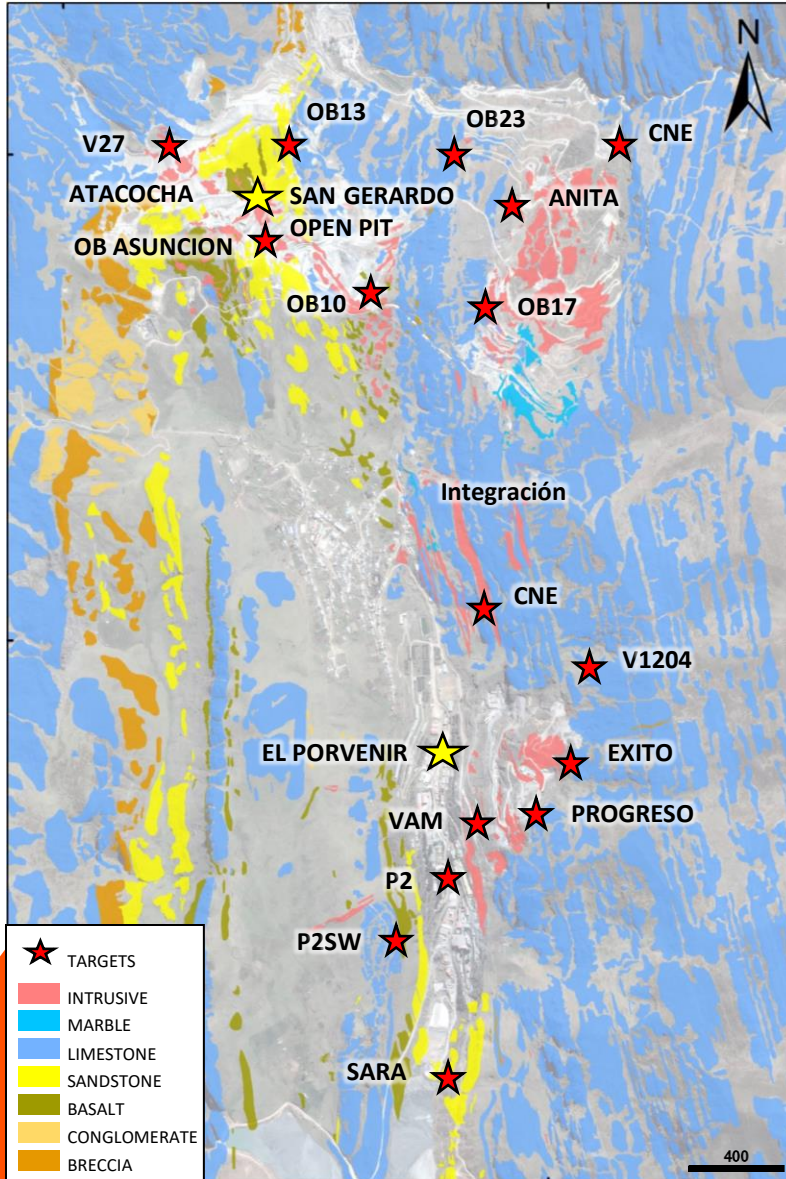 N
OB13
OB23
CNE
V27
ATACOCHA
SAN GERARDO
ANITA
OPEN PIT
OB ASUNCION
OB10
OB17
Integración
CNE
V1204
EL PORVENIR
EXITO
PROGRESO
VAM
P2
P2SW
SARA
TARGETS
INTRUSIVE
MARBLE
LIMESTONE
SANDSTONE
BASALT
CONGLOMERATE
BRECCIA
400